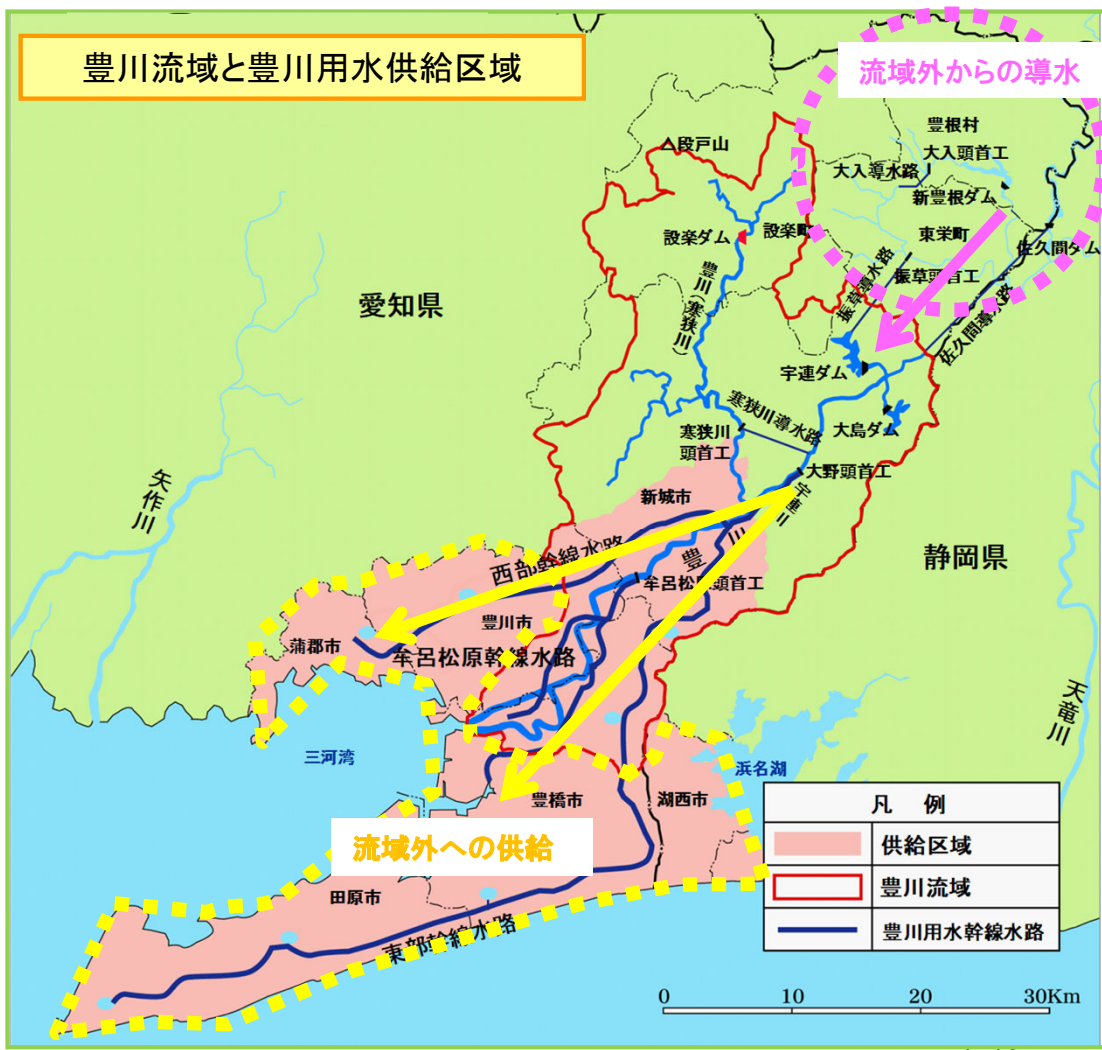 豊川流域と豊川用水供給区域
流域外からの導水
豊根村
大入頭首工
大入導水路
新豊根ダム
△段戸山
設楽ダム
設楽町
東栄町
佐久間ダム
振草頭首工
振草導水路
佐久間導水路
豊川(寒狭川)
愛知県
宇連ダム
大島ダム
寒狭川導水路
寒狭川
頭首工
大野頭首工
宇連川
新城市
矢作川
静岡県
西部幹線水路
豊川
牟呂松原頭首工
豊川市
蒲郡市
牟呂松原幹線水路
天竜川
三河湾
浜名湖
豊橋市
湖西市
流域外への供給
田原市
東部幹線水路
凡 例
供給区域
豊川流域
豊川用水幹線水路
0 10 20 30Km